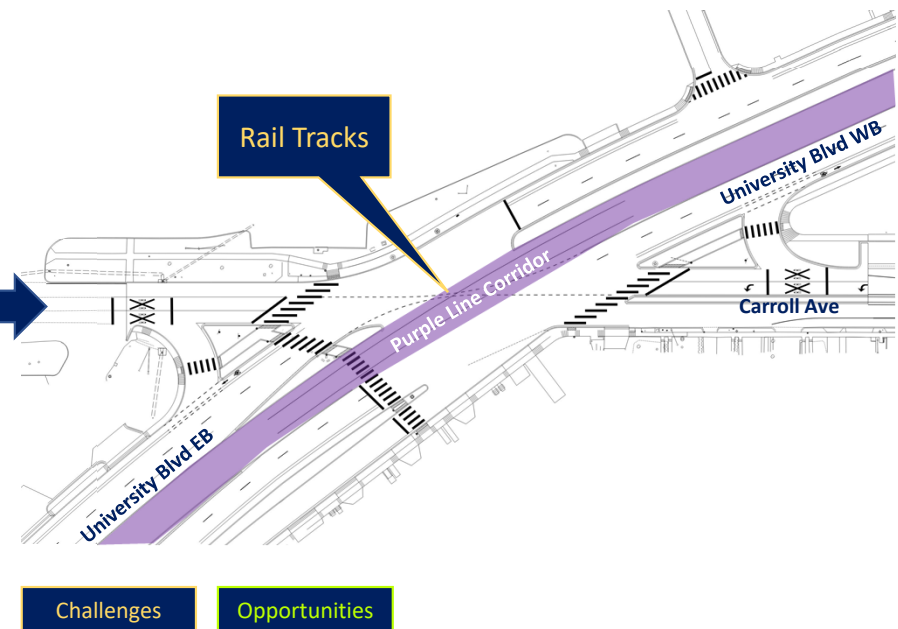 Rail Tracks
University Blvd WB
Purple Line Corridor
Carroll Ave
University Blvd EB
Challenges
Opportunities